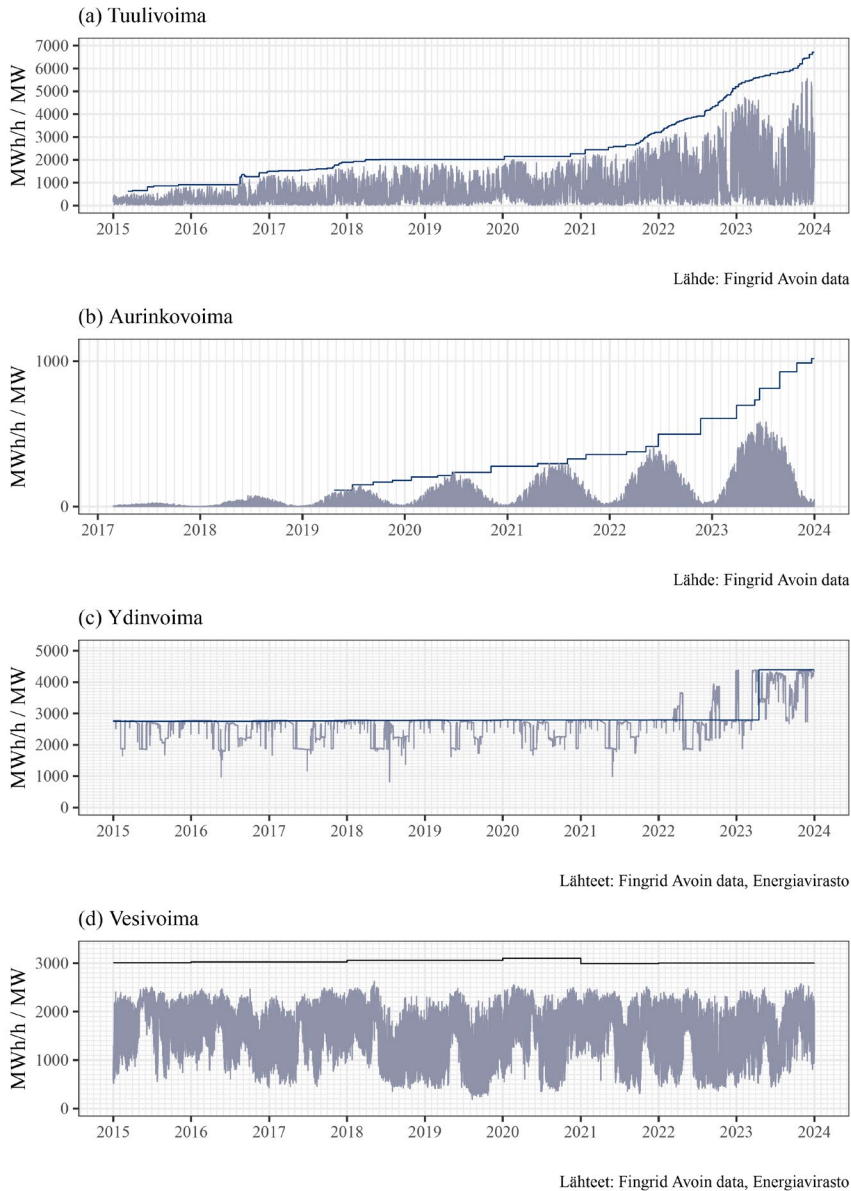 (a) Tuulivoima
MWh/h / MW
7000
6000
5000
4000
3000
2000
1000
0
2015 2016 2017 2018 2019 2020 2021 2022 2023 2024
Lähde: Fingrid Avoin data
(b) Aurinkovoima
MWh/h / MW
1000
0
2017 2018 2019 2020 2021 2022 2023 2024
Lähde: Fingrid Avoin data
(c) Ydinvoima
MWh/h / MW
5000
4000
3000
2000
1000
0
2015 2016 2017 2018 2019 2020 2021 2022 2023 2024
Lähteet: Fingrid Avoin data, Energiavirasto
(d) Vesivoima
MWh/h / MW
3000
2000
1000
0
2015 2016 2017 2018 2019 2020 2021 2022 2023 2024
Lähteet: Fingrid Avoin data, Energiavirasto